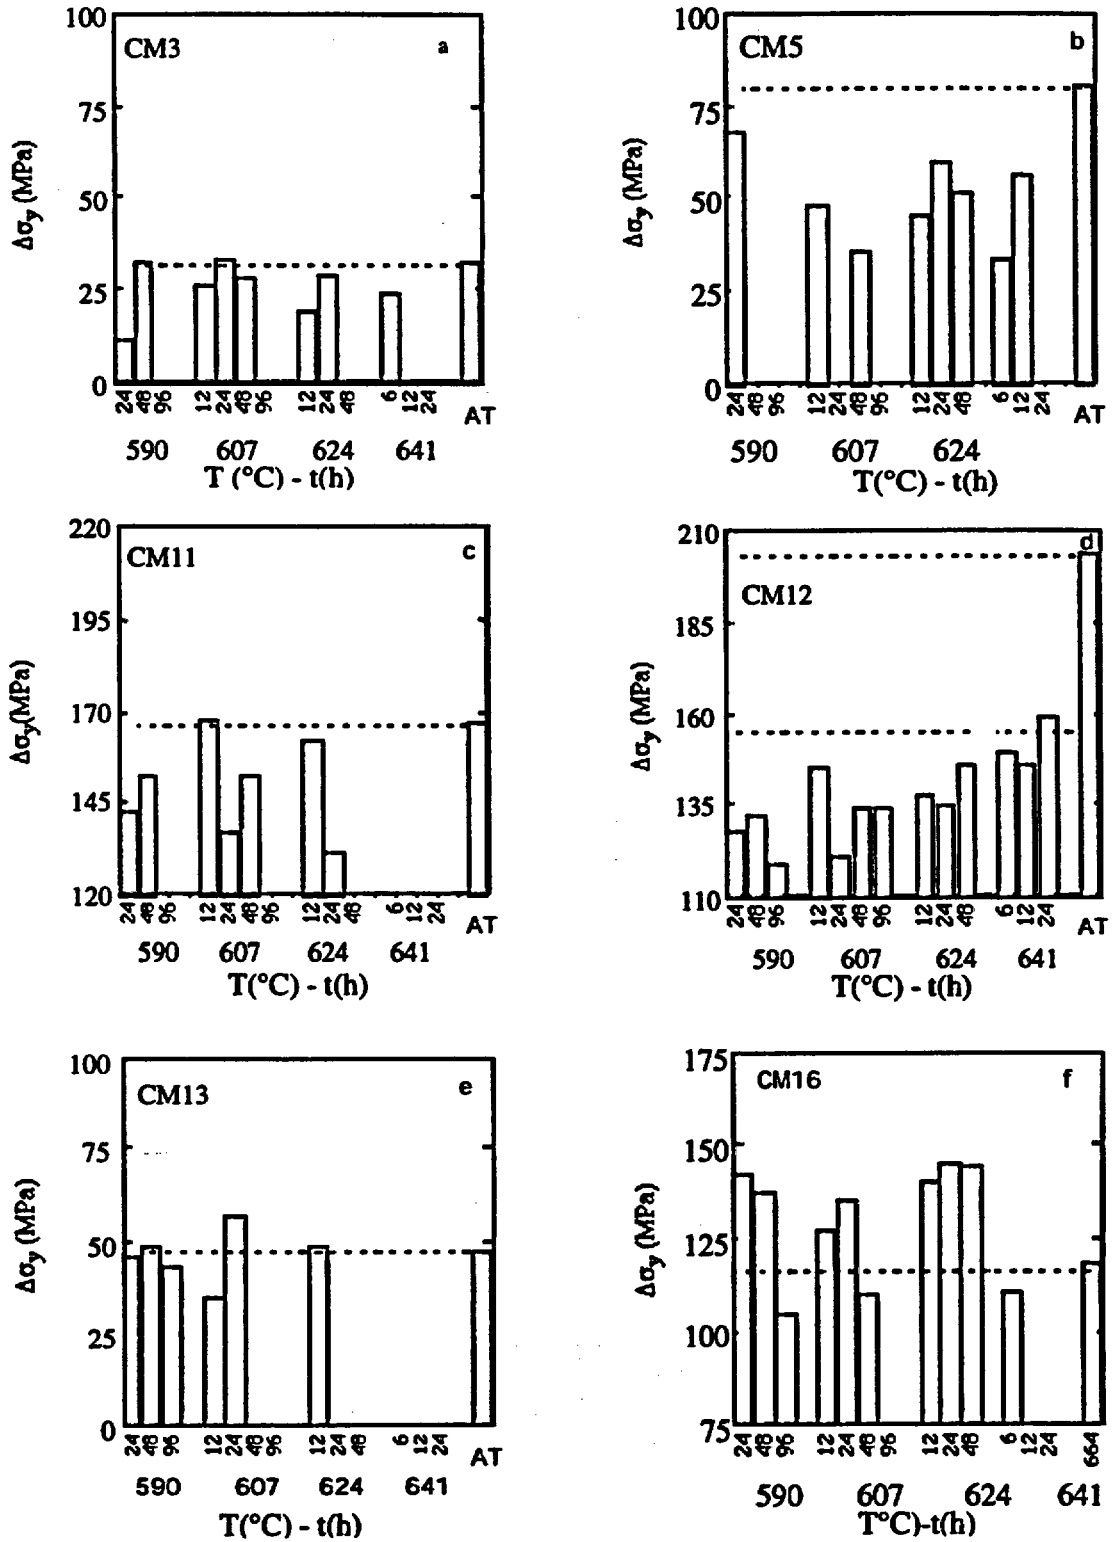 100
CM3
a
75
50
25
0
Δσy (MPa)
24 48 96 12 24 48 96 12 24 48 6 12 24
AT
590 607 624 641
T (°C) - t(h)
100
CM5
b
75
50
25
0
Δσy (MPa)
24 48 96 12 24 48 96 12 24 48 6 12 24
AT
590 607 624
T(°C) - t(h)
220
CM11
c
195
170
145
120
Δσy(MPa)
24 48 96 12 24 48 96 12 24 48 6 12 24
AT
590 607 624 641
T(°C) - t(h)
210
d
CM12
185
160
135
110
Δσy (MPa)
24 48 96 12 24 48 96 12 24 48 6 12 24
AT
590 607 624 641
T(°C) - t(h)
100
CM13
e
75
50
25
0
Δσy (MPa)
24 48 96 12 24 48 96 12 24 48 6 12 24
AT
590 607 624 641
T(°C) - t(h)
175
CM16
f
150
125
100
75
Δσy (MPa)
24 48 96 12 24 48 96 12 24 48 6 12 24 664
590 607 624 641
T°C)-t(h)